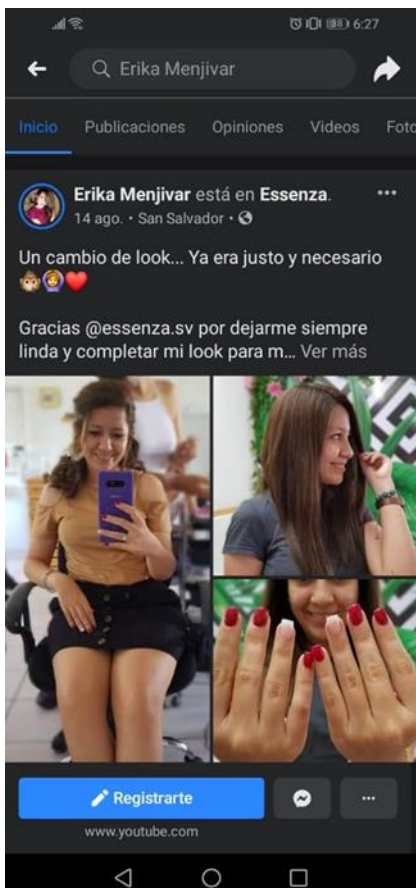 6:27
Erika Menjivar
Inicio Publicaciones Opiniones Videos Foto
Erika Menjivar está en Essenza.
14 ago. • San Salvador •
Un cambio de look... Ya era justo y necesario
Gracias @essenza.sv por dejarme siempre
linda y completar mi look para m... Ver más
Registrarte
www.youtube.com